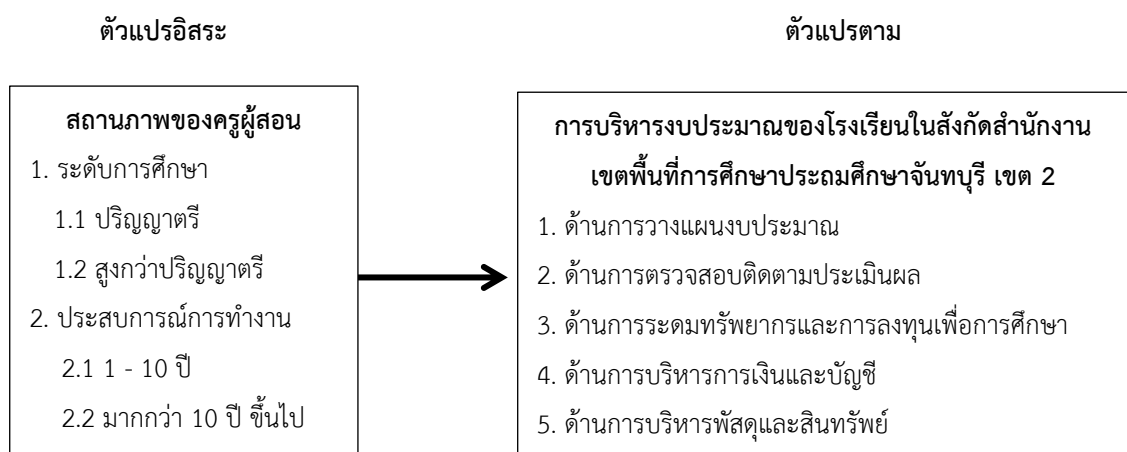 ตัวแปรอิสระ
ตัวแปรตาม
สถานภาพของครูผู้สอน
1. ระดับการศึกษา
1.1 ปริญญาตรี
1.2 สูงกว่าปริญญาตรี
2. ประสบการณ์การทำงาน
2.1 1 - 10 ปี
2.2 มากกว่า 10 ปี ขึ้นไป
การบริหารงบประมาณของโรงเรียนในสังกัดสำนักงาน
เขตพื้นที่การศึกษาประถมศึกษาจันทบุรี เขต 2
1. ด้านการวางแผนงบประมาณ
2. ด้านการตรวจสอบติดตามประเมินผล
3. ด้านการระดมทรัพยากรและการลงทุนเพื่อการศึกษา
4. ด้านการบริหารการเงินและบัญชี
5. ด้านการบริหารพัสดุและสินทรัพย์